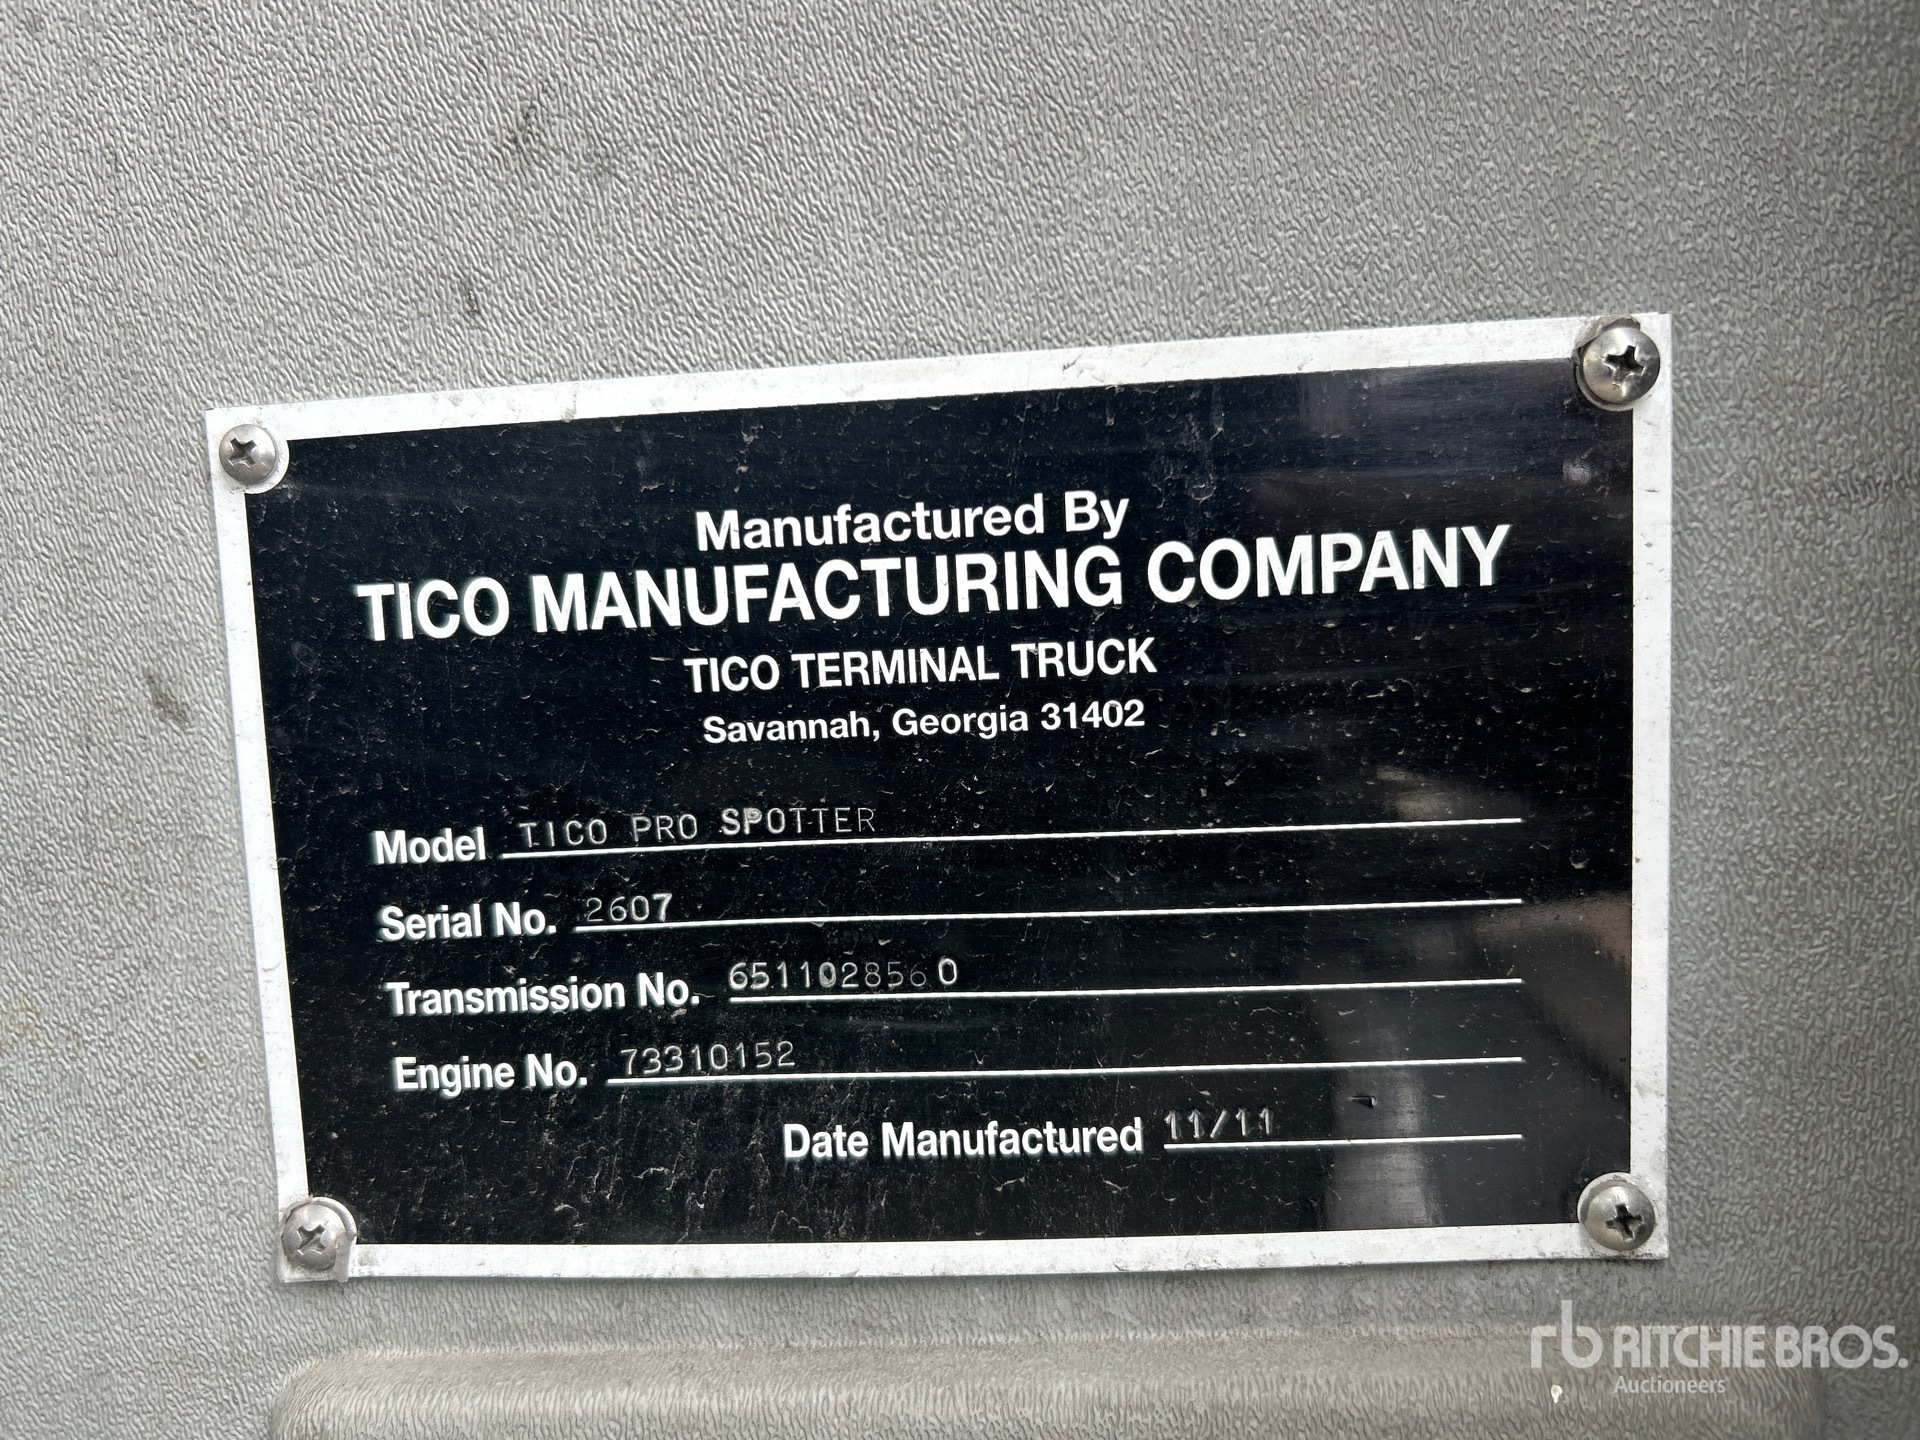 Manufactured By
TICO MANUFACTURING COMPANY
TICO TERMINAL TRUCK
Savannah, Georgia 31402
Model TICO PRO SPOTTER
Serial No. 2607
Transmission No. 6511028560
Engine No. 73310152
Date Manufactured 11/11
rb RITCHIE BROS.
Auctioneers